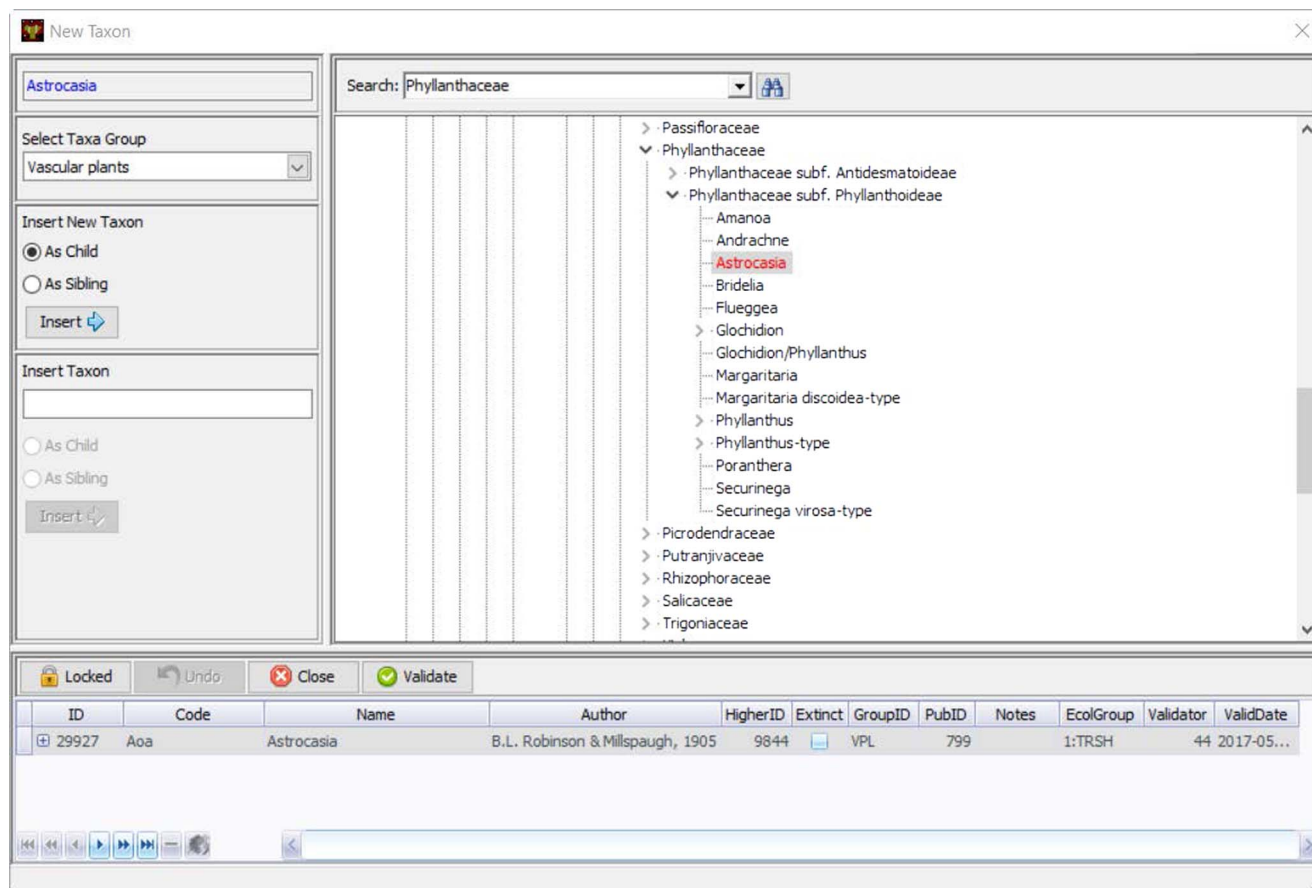 New Taxon
Astrocasia
Select Taxa Group
Vascular plants
Insert New Taxon
As Child
As Sibling
Insert
Insert Taxon
As Child
As Sibling
Insert
Search: Phyllanthaceae
Passifloraceae
Phyllanthaceae
Phyllanthaceae subf. Antidesmatoideae
Phyllanthaceae subf. Phyllanthoideae
Amanoa
Andrachne
Astrocasia
Bridelia
Flueggea
Glochidion
Glochidion/Phyllanthus
Margaritaria
Margaritaria discoidea-type
Phyllanthus
Phyllanthus-type
Poranthera
Securinega
Securinega virosa-type
Picrodendraceae
Putranjivaceae
Rhizophoraceae
Salicaceae
Trigoniaceae
Locked Undo Close Validate
ID Code Name Author HigherID Extinct GroupID PubID Notes EcolGroup Validator ValidDate
29927 Aoa Astrocasia B.L. Robinson & Millspaugh, 1905 9844 VPL 799 1:TRSH 44 2017-05...